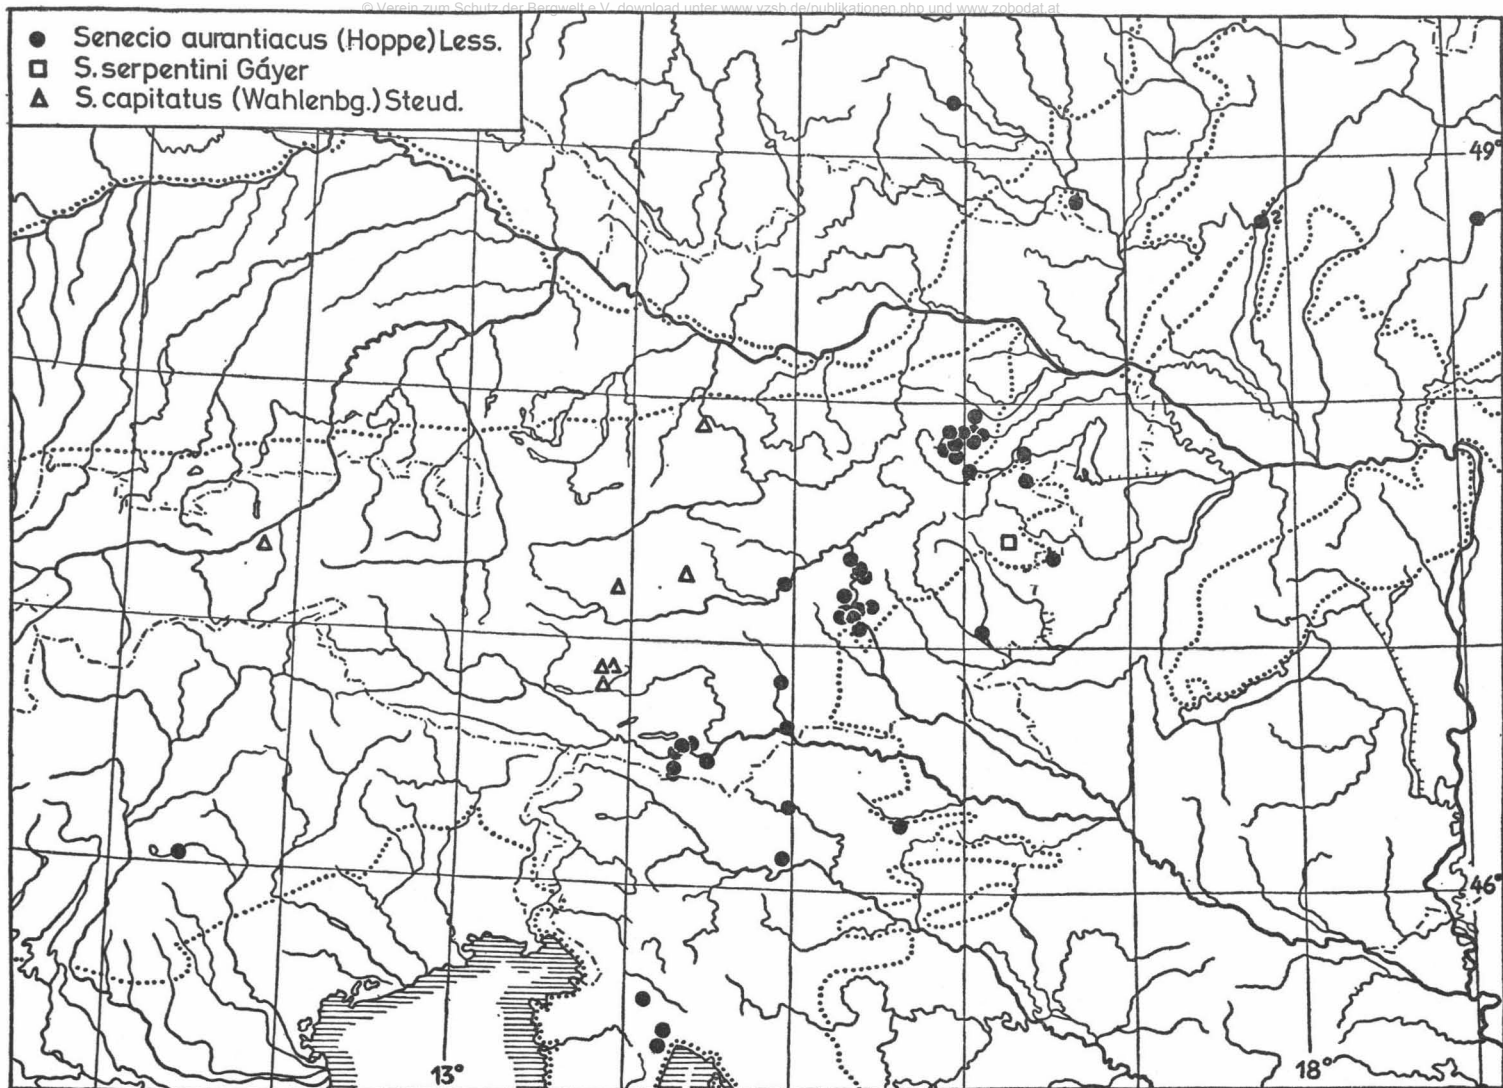 © Verein zum Schutz der Bergwelt e.V. download unter www.vzsb.de/publikationen.php und www.zobodat.at
Senecio aurantiacus (Hoppe) Less.
S. serpentini Gáyer
S. capitatus (Wahlenbg.) Steud.
49°
?
46°
13°
18°